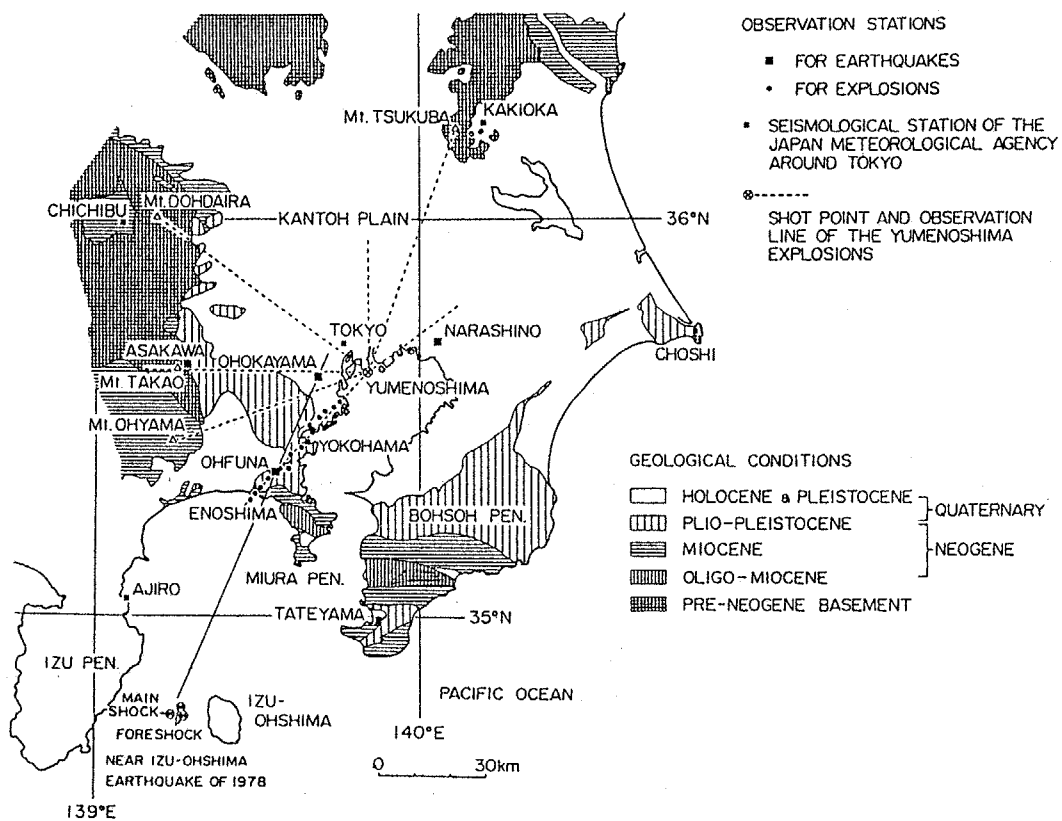 OBSERVATION STATIONS
FOR EARTHQUAKES
FOR EXPLOSIONS
SEISMOLOGICAL STATION OF THE
JAPAN METEOROLOGICAL AGENCY
AROUND TOKYO
SHOT POINT AND OBSERVATION
LINE OF THE YUMENOSHIMA
EXPLOSIONS
Mt. TSUKUBA
KAKIOKA
CHICHIBU
Mt. DOHDAIRA
KANTOH PLAIN
36°N
TOKYO
NARASHINO
CHOSHI
ASAKAWA
OHOKAYAMA
Mt. TAKAO
YUMENOSHIMA
Mt. OHYAMA
YOKOHAMA
OHFUNA
ENOSHIMA
BOHSOH PEN.
MIURA PEN.
AJIRO
TATEYAMA
35°N
IZU PEN.
MAIN
SHOCK
FORESHOCK
IZU-
OHSHIMA
PACIFIC OCEAN
140°E
NEAR IZU-OHSHIMA
EARTHQUAKE OF 1978
0 30km
139°E
GEOLOGICAL CONDITIONS
HOLOCENE & PLEISTOCENE
QUATERNARY
PLIO-PLEISTOCENE
MIOCENE
NEOGENE
OLIGO-MIOCENE
PRE-NEOGENE BASEMENT